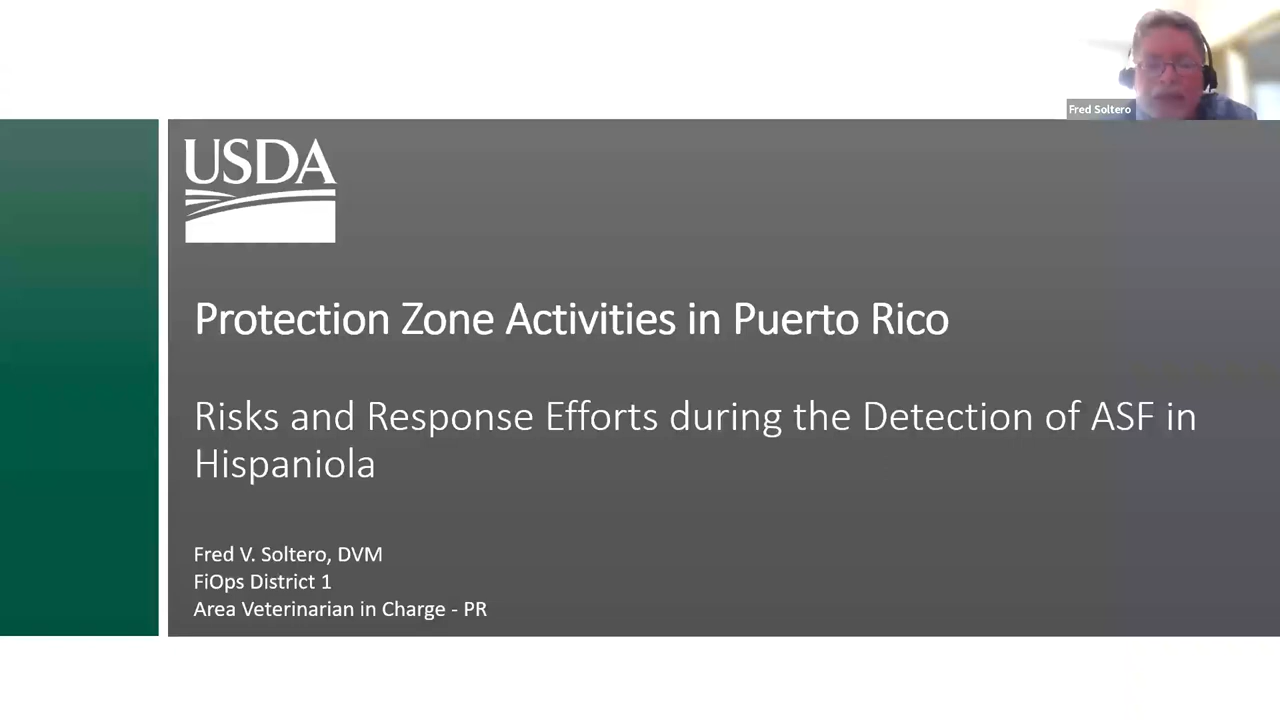 Fred Soltero
USDA
Protection Zone Activities in Puerto Rico
Risks and Response Efforts during the Detection of ASF in
Hispaniola
Fred V. Soltero, DVM
FiOps District 1
Area Veterinarian in Charge - PR